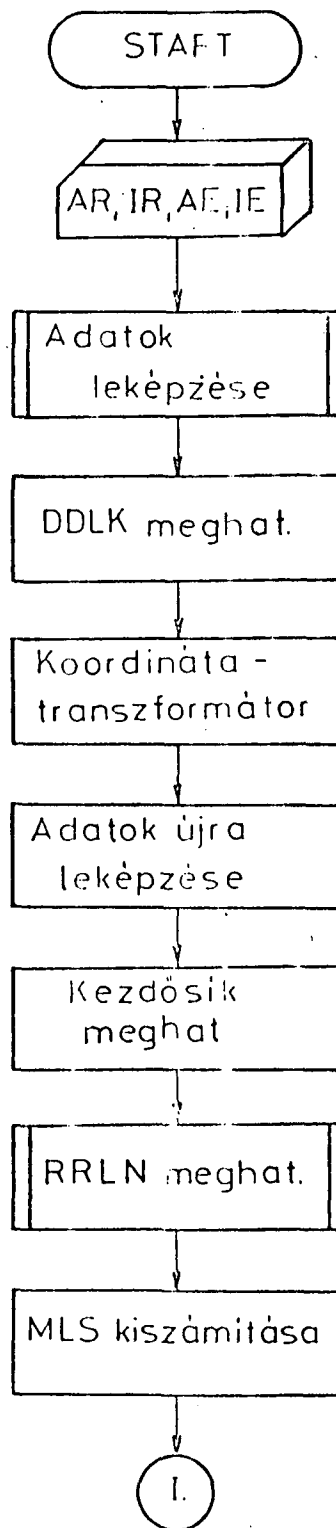 START
AR, IR, AE, IE
Adatok
leképzése
DDLK meghat.
Koordináta -
transzformátor
Adatok újra
leképzése
Kezdősík
meghat
RRLN meghat.
MLS kiszámítása
I.